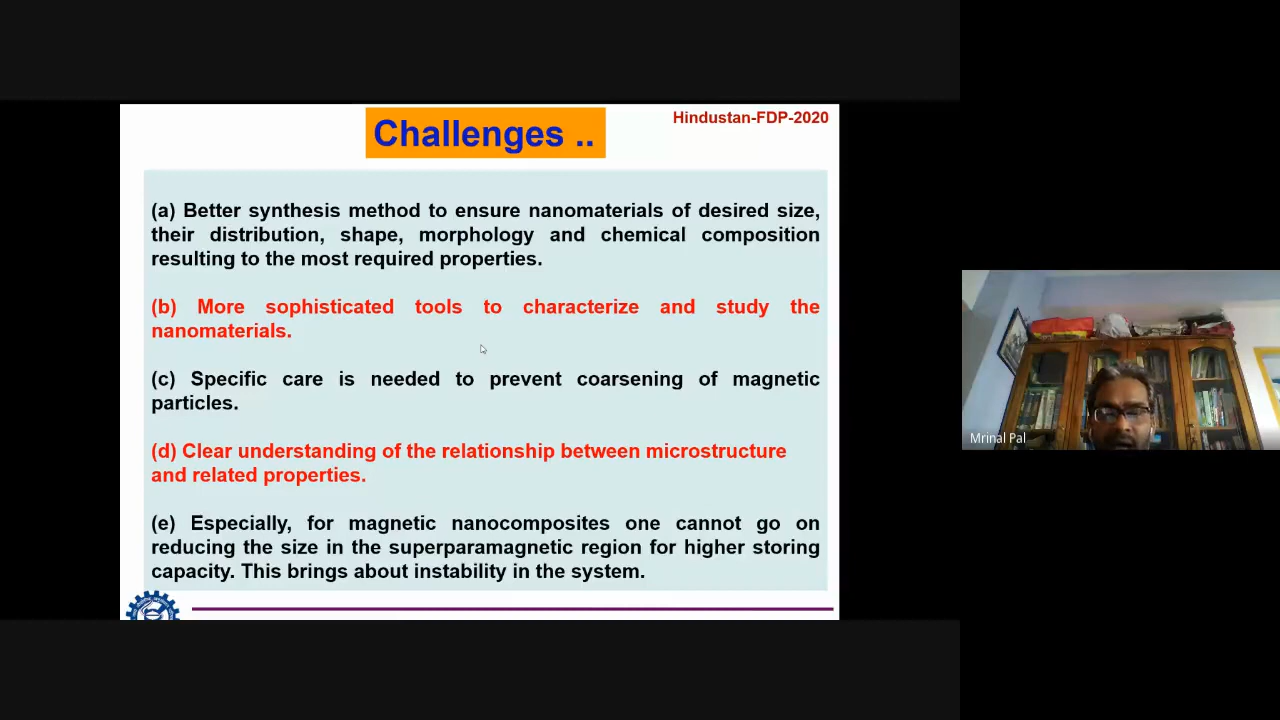 Hindustan-FDP-2020
Challenges ..
(a) Better synthesis method to ensure nanomaterials of desired size,
their distribution, shape, morphology and chemical composition
resulting to the most required properties.
(b) More sophisticated tools to characterize and study the
nanomaterials.
(c) Specific care is needed to prevent coarsening of magnetic
particles.
(d) Clear understanding of the relationship between microstructure
and related properties.
(e) Especially, for magnetic nanocomposites one cannot go on
reducing the size in the superparamagnetic region for higher storing
capacity. This brings about instability in the system.
Mrinal Pal